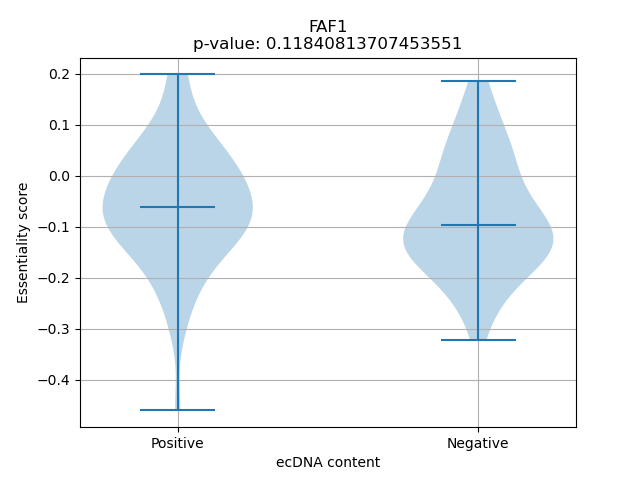 FAF1
p-value: 0.11840813707453551
0.2
0.1
0.0
−0.1
−0.2
−0.3
−0.4
Essentiality score
Positive
Negative
ecDNA content